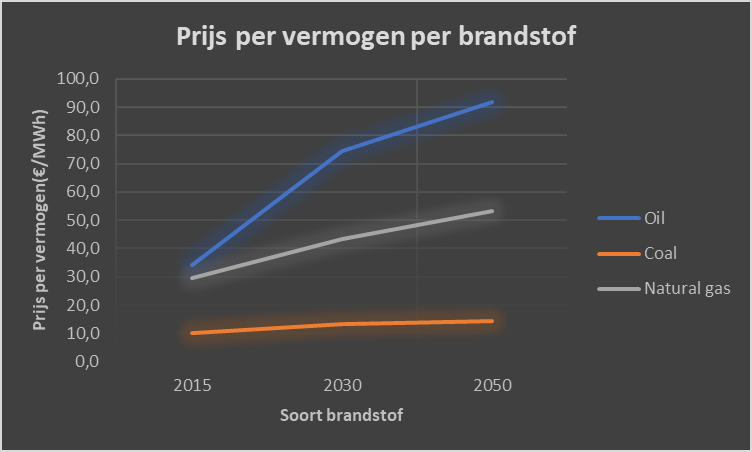 Prijs per vermogen per brandstof
100,0
90,0
80,0
70,0
60,0
50,0
40,0
30,0
20,0
10,0
0,0
Prijs per vermogen(€/MWh)
2015 2030 2050
Soort brandstof
Oil
Coal
Natural gas